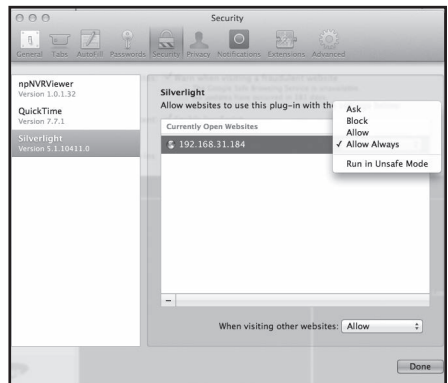 Security
General Tabs AutoFill Passwords Security Privacy Notifications Extensions Advanced
npNVRViewer
Version 1.0.1.32
QuickTime
Version 7.7.1
Silverlight
Version 5.1.10411.0
Silverlight
Allow websites to use this plug-in with the
Currently Open Websites
192.168.31.184
Ask
Block
Allow
✓ Allow Always
Run in Unsafe Mode
−
When visiting other websites: Allow
Done